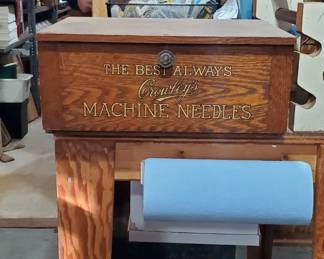 THE BEST ALWAYS
Crowley's
MACHINE NEEDLES